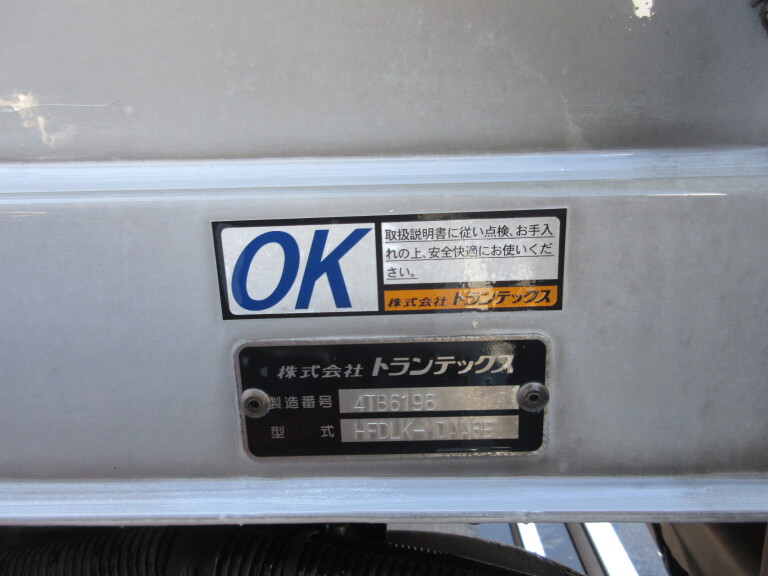 OK
取扱説明書に従い点検、お手入
れの上、安全快適にお使いくだ
さい。
株式会社 トランテックス
株式会社 トランテックス
製造番号 4TB6196
型式